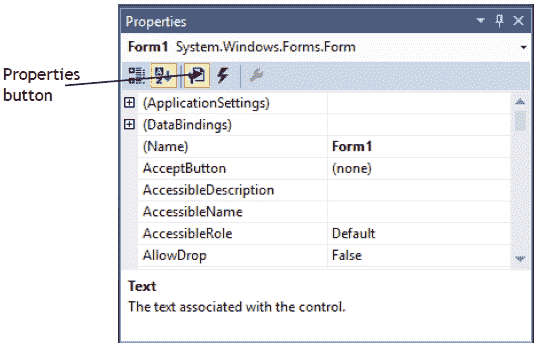 Properties
Form1 System.Windows.Forms.Form
Properties
button
(ApplicationSettings)
(DataBindings)
(Name) Form1
AcceptButton (none)
AccessibleDescription
AccessibleName
AccessibleRole Default
AllowDrop False
Text
The text associated with the control.